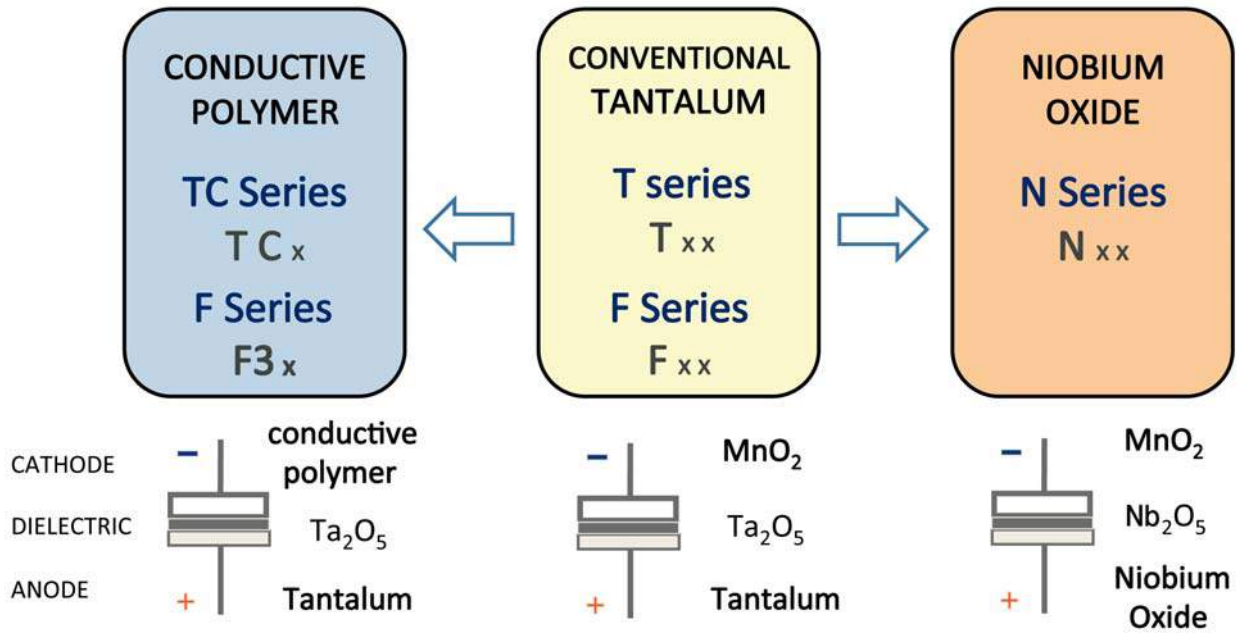 CONDUCTIVE
POLYMER
TC Series
T C x
F Series
F3 x
CONVENTIONAL
TANTALUM
T series
T x x
F Series
F x x
NIOBIUM
OXIDE
N Series
N x x
CATHODE
DIELECTRIC
ANODE
−
conductive
polymer
Ta₂O₅
+
Tantalum
−
MnO₂
Ta₂O₅
+
Tantalum
−
MnO₂
Nb₂O₅
+
Niobium
Oxide